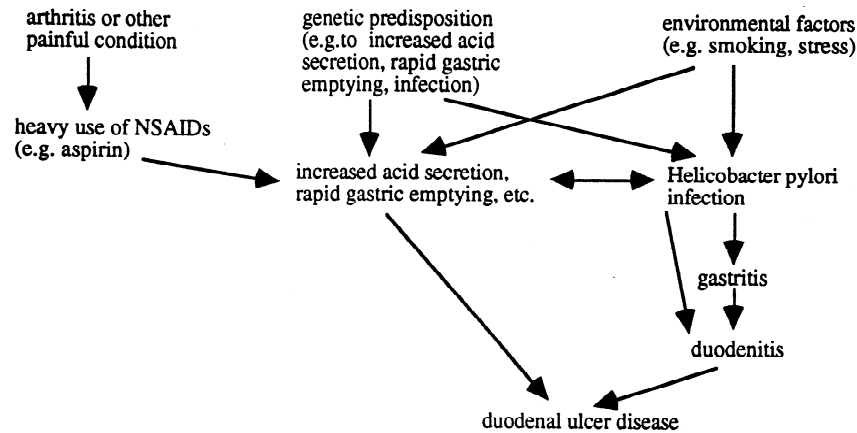 arthritis or other
painful condition
genetic predisposition
(e.g.to increased acid
secretion, rapid gastric
emptying, infection)
environmental factors
(e.g. smoking, stress)
heavy use of NSAIDs
(e.g. aspirin)
increased acid secretion,
rapid gastric emptying, etc.
Helicobacter pylori
infection
gastritis
duodenitis
duodenal ulcer disease